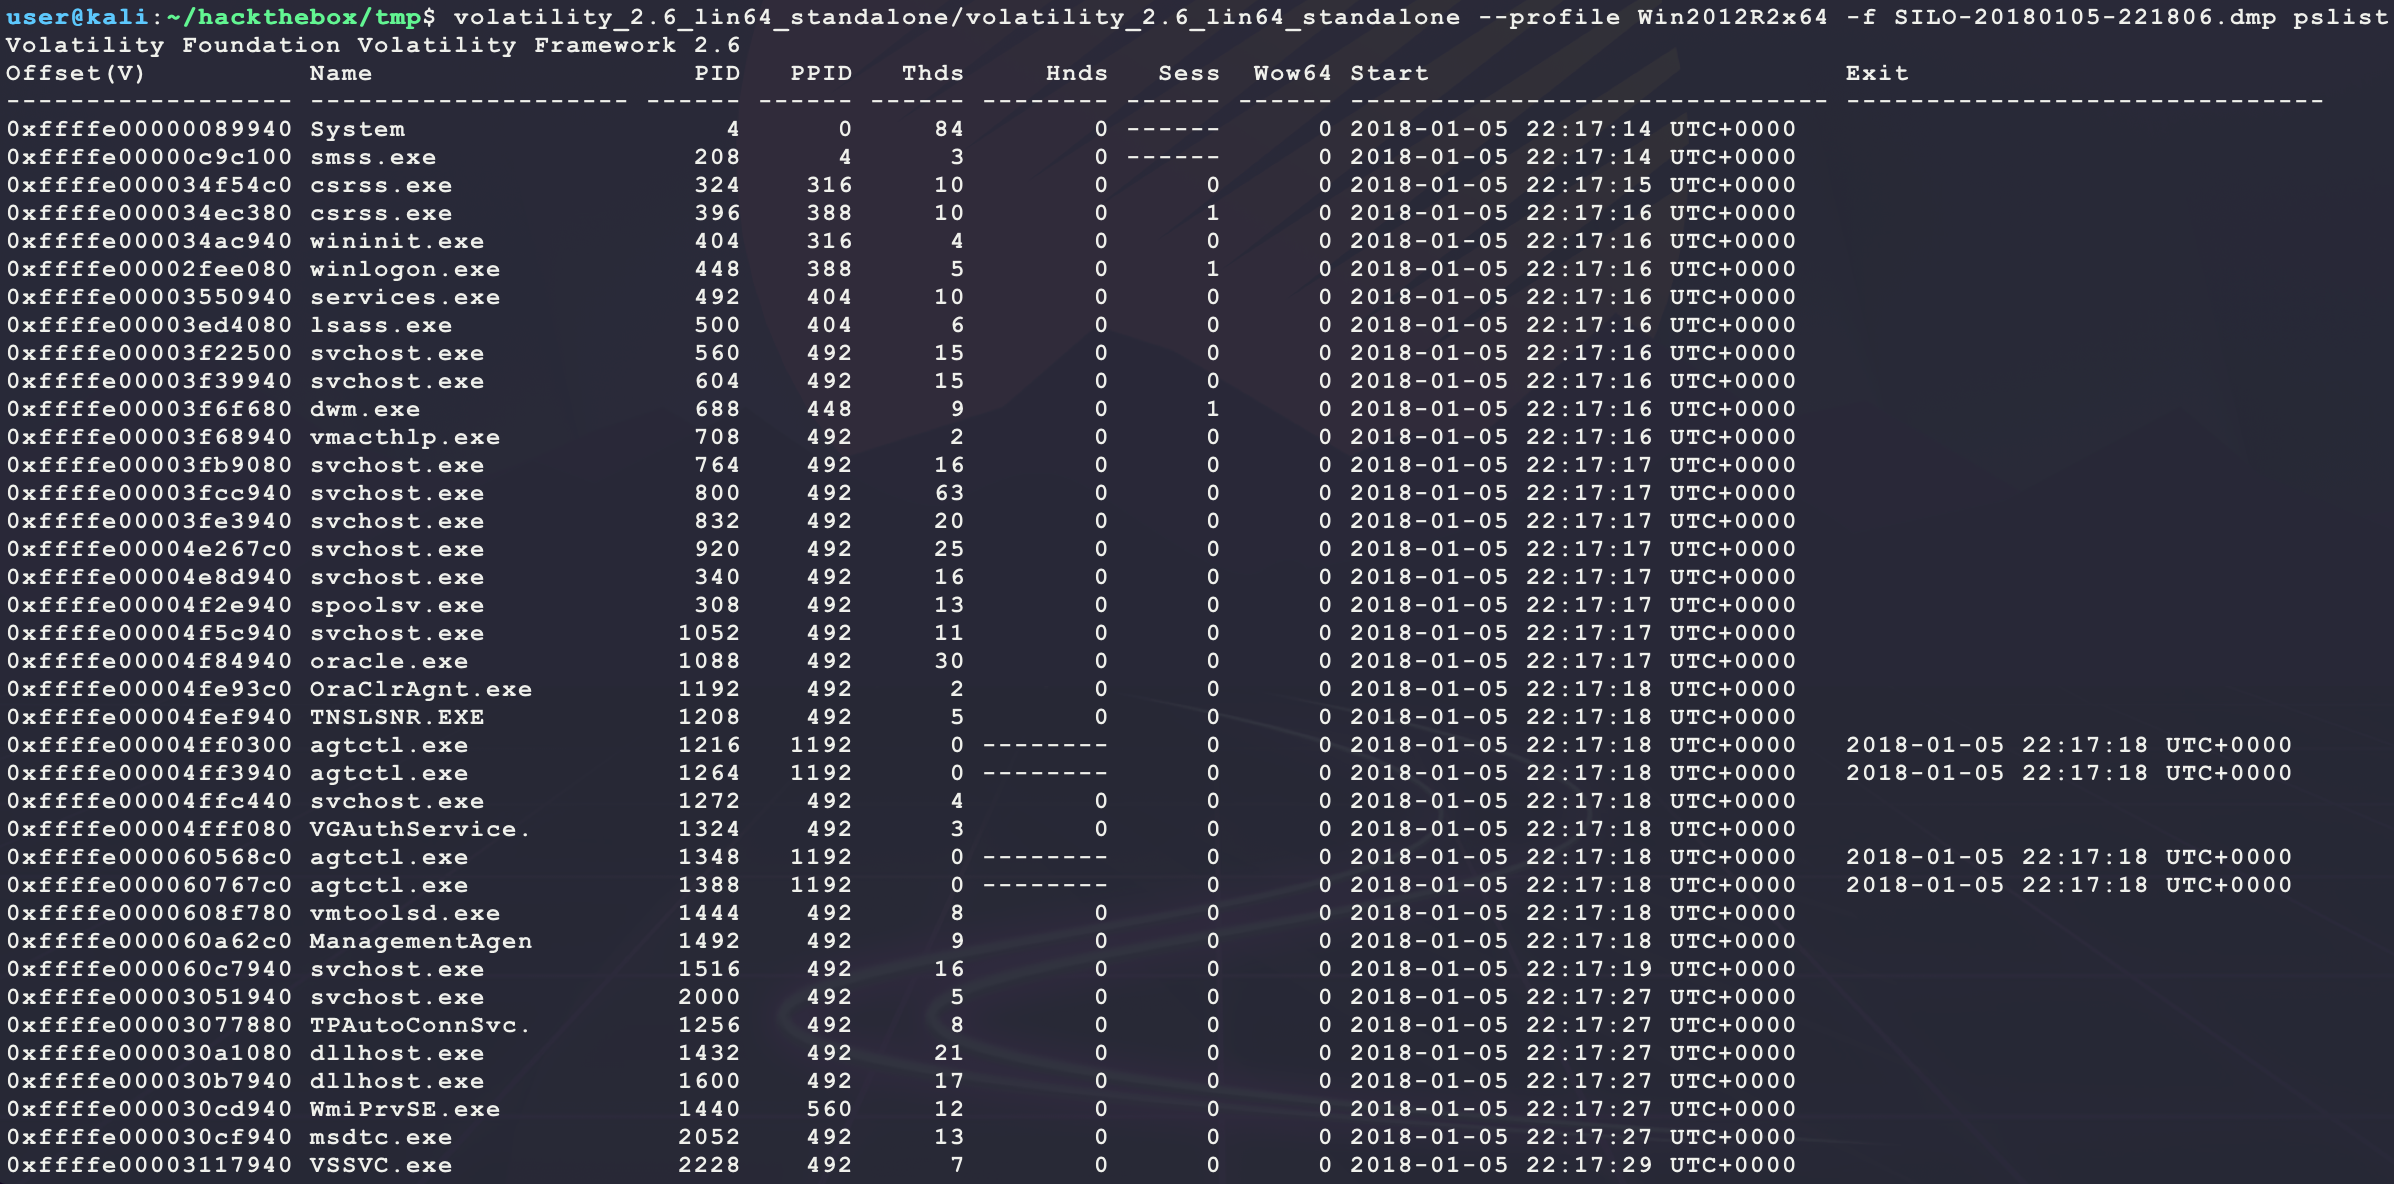 user@kali:~/hackthebox/tmp$ volatility_2.6_lin64_standalone/volatility_2.6_lin64_standalone --profile Win2012R2x64 -f SILO-20180105-221806.dmp pslist
Volatility Foundation Volatility Framework 2.6
Offset(V)          Name                    PID   PPID   Thds     Hnds   Sess  Wow64 Start                          Exit
------------------ -------------------- ------ ------ ------ -------- ------ ------ ------------------------------ ------------------------------
0xffffe00000089940 System                    4      0     84        0 ------      0 2018-01-05 22:17:14 UTC+0000
0xffffe00000c9c100 smss.exe                208      4      3        0 ------      0 2018-01-05 22:17:14 UTC+0000
0xffffe000034f54c0 csrss.exe               324    316     10        0      0      0 2018-01-05 22:17:15 UTC+0000
0xffffe000034ec380 csrss.exe               396    388     10        0      1      0 2018-01-05 22:17:16 UTC+0000
0xffffe000034ac940 wininit.exe             404    316      4        0      0      0 2018-01-05 22:17:16 UTC+0000
0xffffe00002fee080 winlogon.exe            448    388      5        0      1      0 2018-01-05 22:17:16 UTC+0000
0xffffe00003550940 services.exe            492    404     10        0      0      0 2018-01-05 22:17:16 UTC+0000
0xffffe00003ed4080 lsass.exe               500    404      6        0      0      0 2018-01-05 22:17:16 UTC+0000
0xffffe00003f22500 svchost.exe             560    492     15        0      0      0 2018-01-05 22:17:16 UTC+0000
0xffffe00003f39940 svchost.exe             604    492     15        0      0      0 2018-01-05 22:17:16 UTC+0000
0xffffe00003f6f680 dwm.exe                 688    448      9        0      1      0 2018-01-05 22:17:16 UTC+0000
0xffffe00003f68940 vmacthlp.exe            708    492      2        0      0      0 2018-01-05 22:17:16 UTC+0000
0xffffe00003fb9080 svchost.exe             764    492     16        0      0      0 2018-01-05 22:17:17 UTC+0000
0xffffe00003fcc940 svchost.exe             800    492     63        0      0      0 2018-01-05 22:17:17 UTC+0000
0xffffe00003fe3940 svchost.exe             832    492     20        0      0      0 2018-01-05 22:17:17 UTC+0000
0xffffe00004e267c0 svchost.exe             920    492     25        0      0      0 2018-01-05 22:17:17 UTC+0000
0xffffe00004e8d940 svchost.exe             340    492     16        0      0      0 2018-01-05 22:17:17 UTC+0000
0xffffe00004f2e940 spoolsv.exe             308    492     13        0      0      0 2018-01-05 22:17:17 UTC+0000
0xffffe00004f5c940 svchost.exe            1052    492     11        0      0      0 2018-01-05 22:17:17 UTC+0000
0xffffe00004f84940 oracle.exe             1088    492     30        0      0      0 2018-01-05 22:17:17 UTC+0000
0xffffe00004fe93c0 OraClrAgnt.exe         1192    492      2        0      0      0 2018-01-05 22:17:18 UTC+0000
0xffffe00004fef940 TNSLSNR.EXE            1208    492      5        0      0      0 2018-01-05 22:17:18 UTC+0000
0xffffe00004ff0300 agtctl.exe             1216   1192      0 --------      0      0 2018-01-05 22:17:18 UTC+0000   2018-01-05 22:17:18 UTC+0000
0xffffe00004ff3940 agtctl.exe             1264   1192      0 --------      0      0 2018-01-05 22:17:18 UTC+0000   2018-01-05 22:17:18 UTC+0000
0xffffe00004ffc440 svchost.exe            1272    492      4        0      0      0 2018-01-05 22:17:18 UTC+0000
0xffffe00004fff080 VGAuthService.         1324    492      3        0      0      0 2018-01-05 22:17:18 UTC+0000
0xffffe000060568c0 agtctl.exe             1348   1192      0 --------      0      0 2018-01-05 22:17:18 UTC+0000   2018-01-05 22:17:18 UTC+0000
0xffffe000060767c0 agtctl.exe             1388   1192      0 --------      0      0 2018-01-05 22:17:18 UTC+0000   2018-01-05 22:17:18 UTC+0000
0xffffe0000608f780 vmtoolsd.exe           1444    492      8        0      0      0 2018-01-05 22:17:18 UTC+0000
0xffffe000060a62c0 ManagementAgen         1492    492      9        0      0      0 2018-01-05 22:17:18 UTC+0000
0xffffe000060c7940 svchost.exe            1516    492     16        0      0      0 2018-01-05 22:17:19 UTC+0000
0xffffe00003051940 svchost.exe            2000    492      5        0      0      0 2018-01-05 22:17:27 UTC+0000
0xffffe00003077880 TPAutoConnSvc.         1256    492      8        0      0      0 2018-01-05 22:17:27 UTC+0000
0xffffe000030a1080 dllhost.exe            1432    492     21        0      0      0 2018-01-05 22:17:27 UTC+0000
0xffffe000030b7940 dllhost.exe            1600    492     17        0      0      0 2018-01-05 22:17:27 UTC+0000
0xffffe000030cd940 WmiPrvSE.exe           1440    560     12        0      0      0 2018-01-05 22:17:27 UTC+0000
0xffffe000030cf940 msdtc.exe              2052    492     13        0      0      0 2018-01-05 22:17:27 UTC+0000
0xffffe00003117940 VSSVC.exe              2228    492      7        0      0      0 2018-01-05 22:17:29 UTC+0000